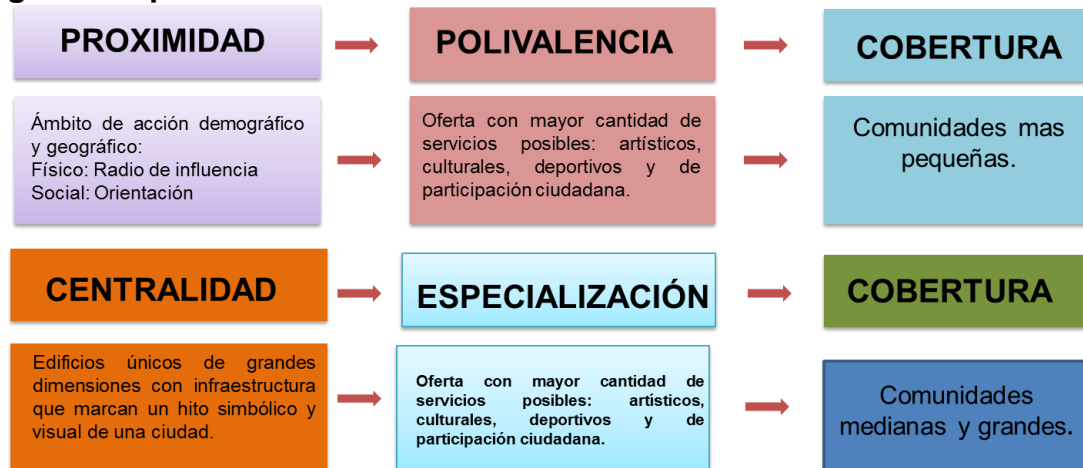 PROXIMIDAD
POLIVALENCIA
COBERTURA
Ámbito de acción demográfico
y geográfico:
Físico: Radio de influencia
Social: Orientación
Oferta con mayor cantidad de
servicios posibles: artísticos,
culturales, deportivos y de
participación ciudadana.
Comunidades mas
pequeñas.
CENTRALIDAD
ESPECIALIZACIÓN
COBERTURA
Edificios únicos de grandes
dimensiones con infraestructura
que marcan un hito simbólico y
visual de una ciudad.
Oferta con mayor cantidad de
servicios posibles: artísticos,
culturales, deportivos y de
participación ciudadana.
Comunidades
medianas y grandes.